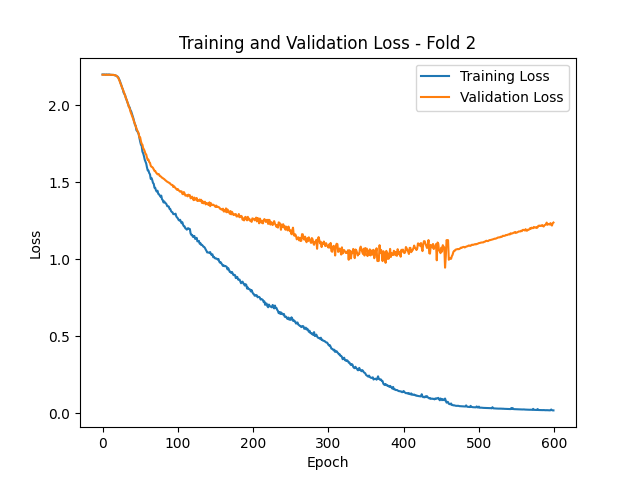 Training and Validation Loss - Fold 2
Training Loss
Validation Loss
2.0
1.5
1.0
0.5
0.0
Loss
0 100 200 300 400 500 600
Epoch